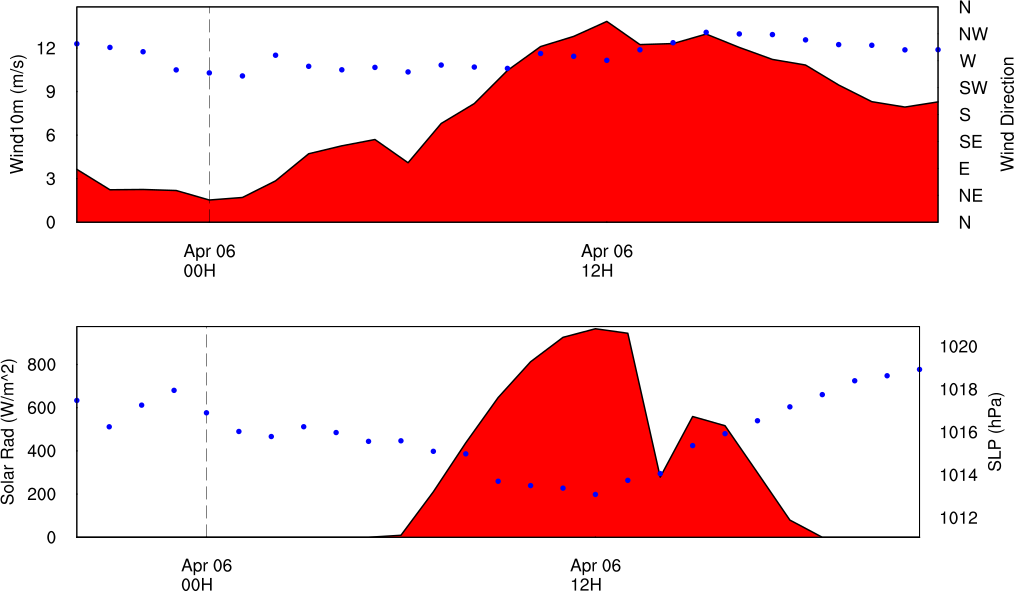 N
12
NW
W
9
SW
S
6
SE
E
3
NE
0
N
Wind10m (m/s)
Wind Direction
Apr 06
00H
Apr 06
12H
1020
800
1018
600
1016
400
1014
200
1012
0
Solar Rad (W/m^2)
SLP (hPa)
Apr 06
00H
Apr 06
12H